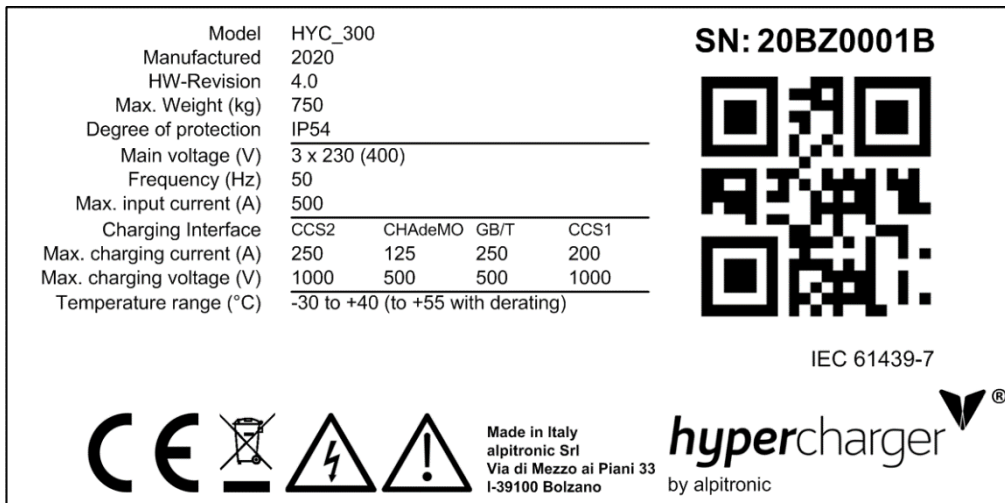 Model HYC_300
Manufactured 2020
HW-Revision 4.0
Max. Weight (kg) 750
Degree of protection IP54
Main voltage (V) 3 x 230 (400)
Frequency (Hz) 50
Max. input current (A) 500
Charging Interface CCS2 CHAdeMO GB/T CCS1
Max. charging current (A) 250 125 250 200
Max. charging voltage (V) 1000 500 500 1000
Temperature range (°C) -30 to +40 (to +55 with derating)
SN: 20BZ0001B
IEC 61439-7
CE
Made in Italy
alpitronic Srl
Via di Mezzo ai Piani 33
I-39100 Bolzano
hypercharger®
by alpitronic